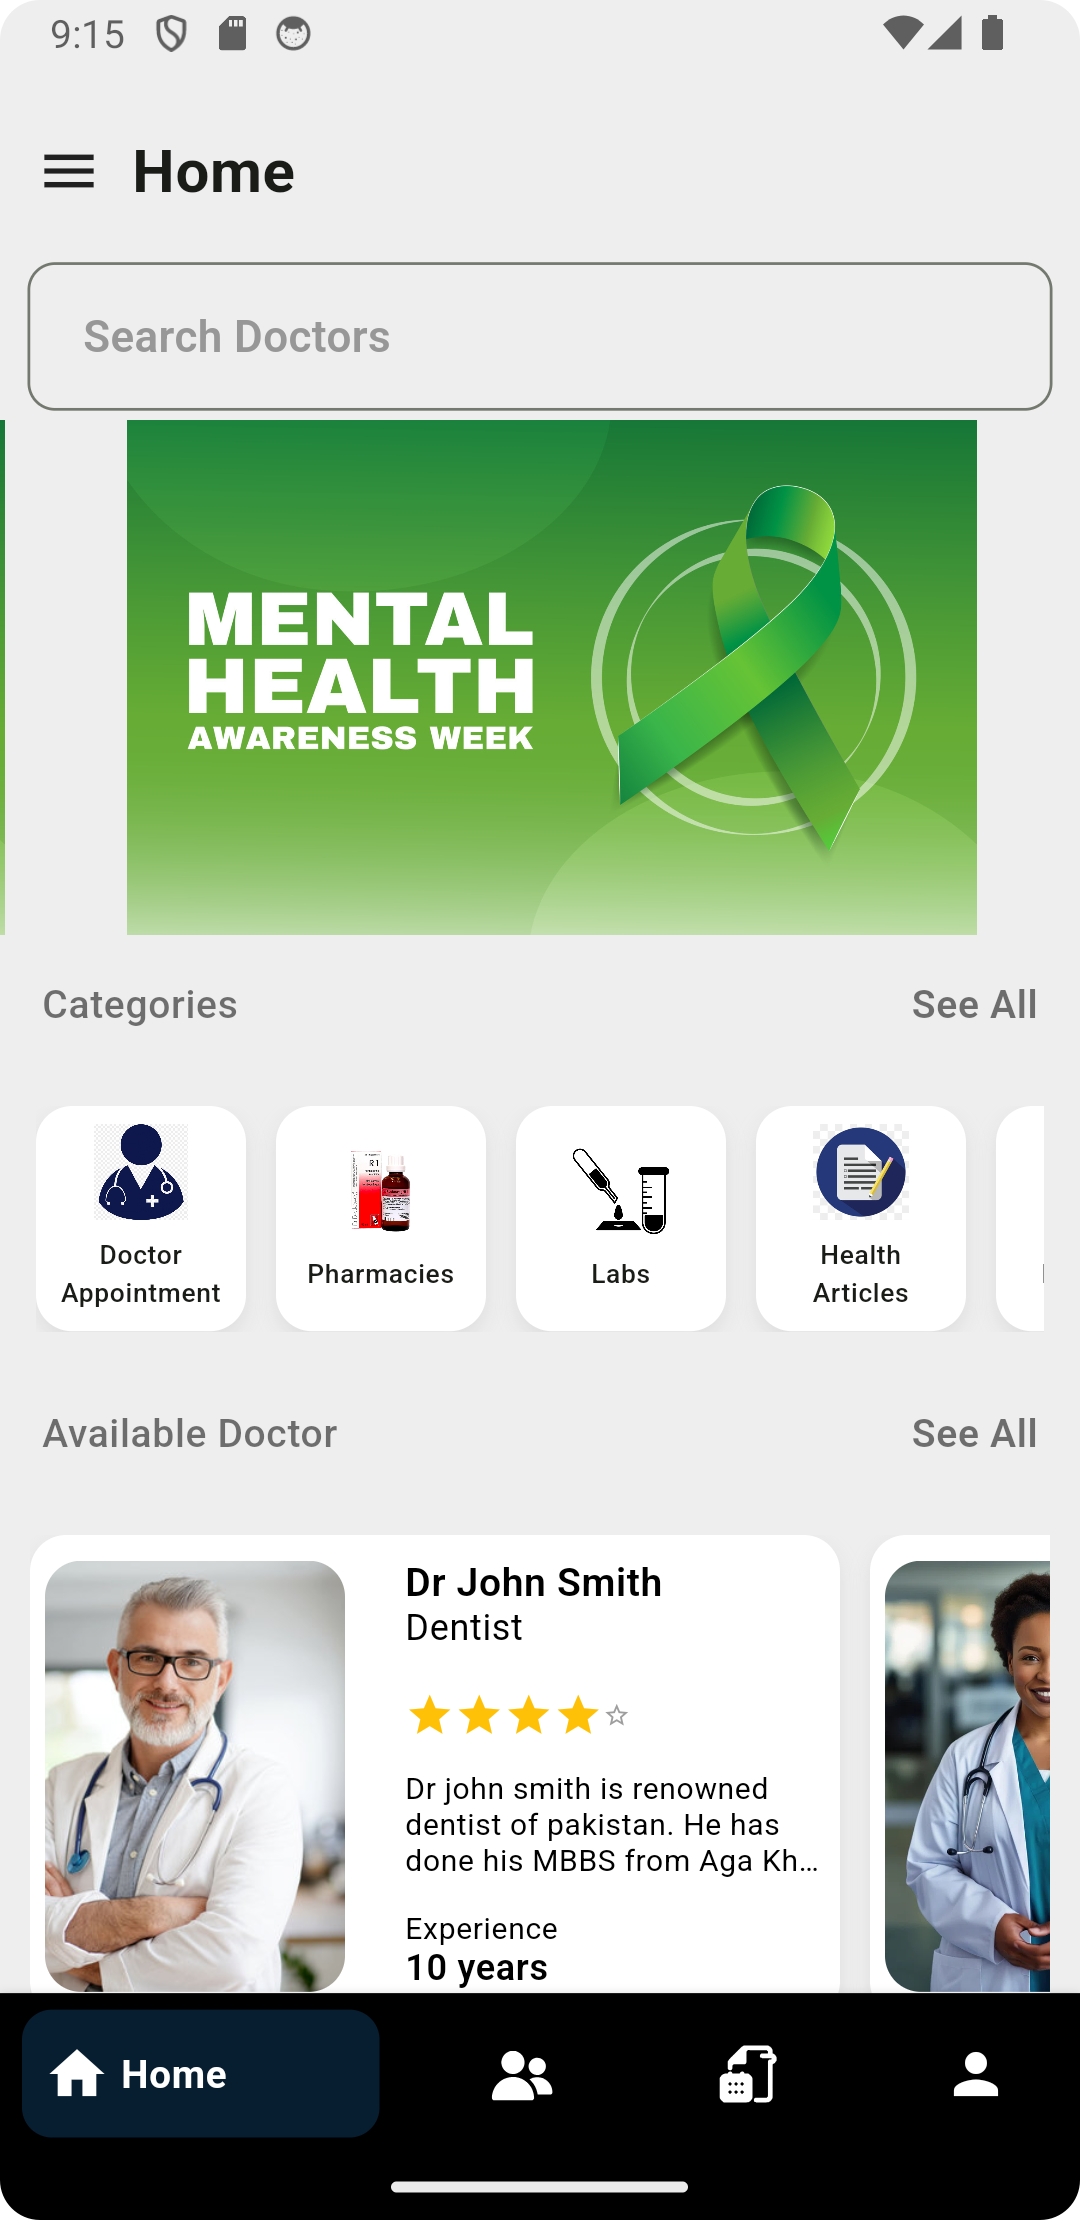 9:15
Home
Search Doctors
MENTAL
HEALTH
AWARENESS WEEK
Categories
See All
Doctor
Appointment
R1
Pharmacies
Labs
Health
Articles
Available Doctor
See All
Dr John Smith
Dentist
Dr john smith is renowned
dentist of pakistan. He has
done his MBBS from Aga Kh...
Experience
10 years
Home